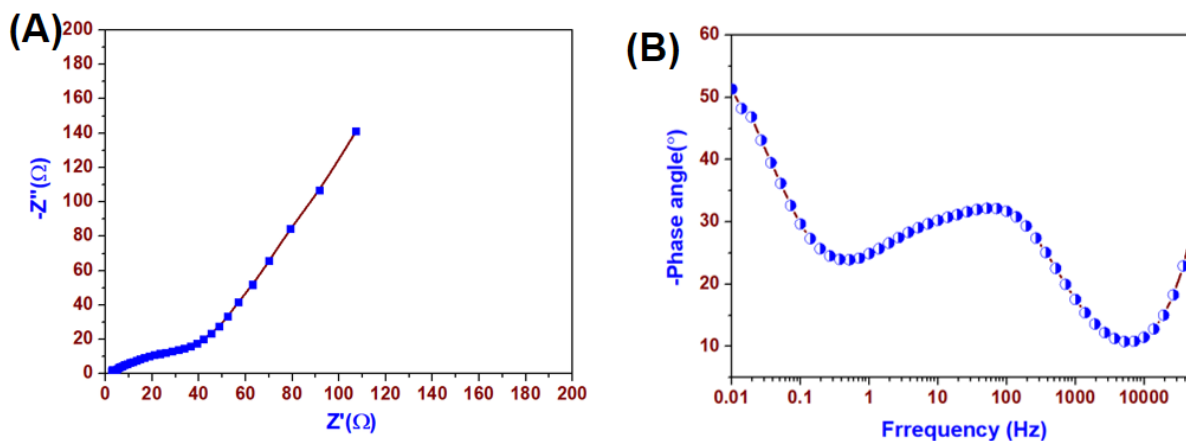 (A)
200
180
160
140
120
100
80
60
40
20
0
-Z''(Ω)
0 20 40 60 80 100 120 140 160 180 200
Z'(Ω)
(B)
60
50
40
30
20
10
-Phase angle(°)
0.01 0.1 1 10 100 1000 10000
Frrequency (Hz)